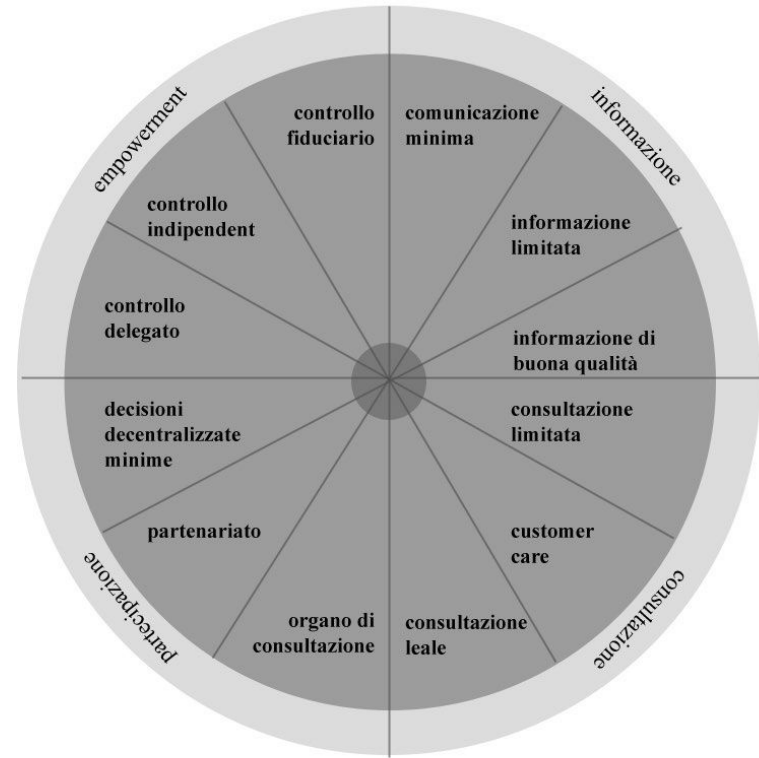 empowerment
informazione
controllo
fiduciario
comunicazione
minima
controllo
indipendent
informazione
limitata
controllo
delegato
informazione di
buona qualità
decisioni
decentralizzate
minime
consultazione
limitata
partenariato
customer
care
organo di
consultazione
consultazione
leale
partecipazione
consultazione